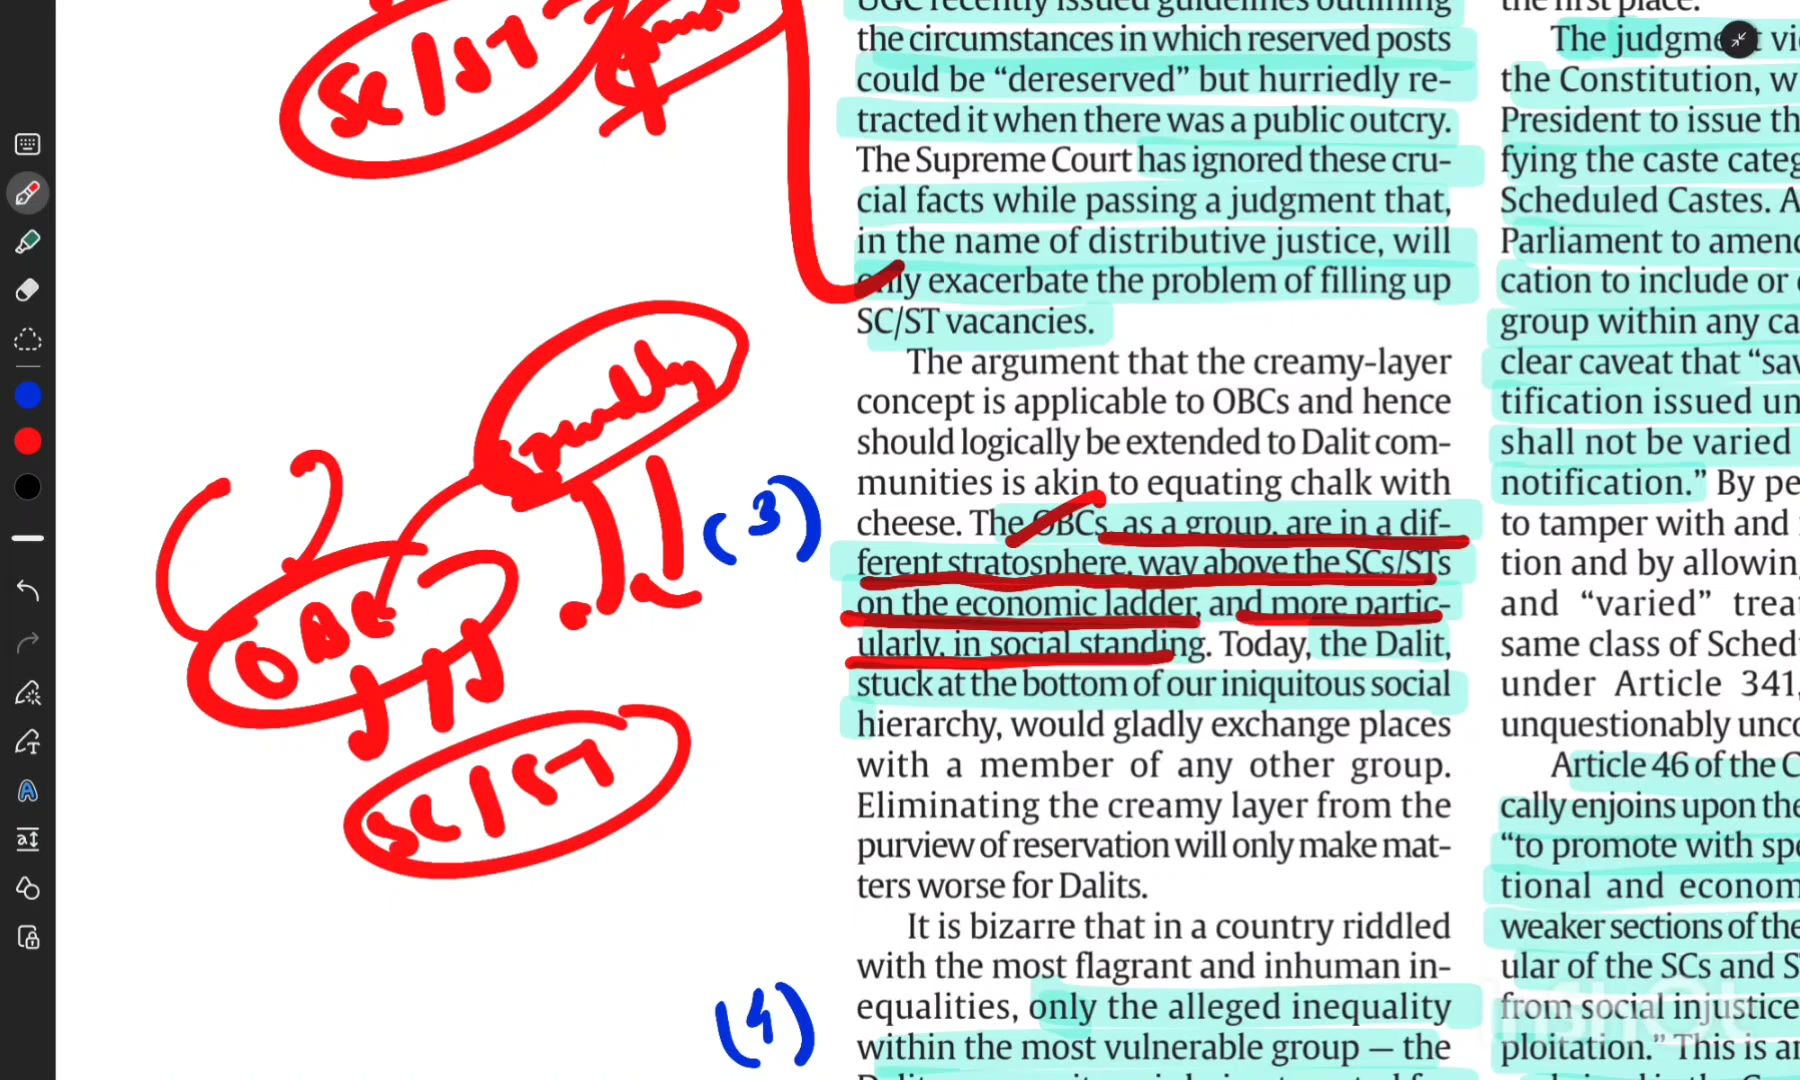 SC/ST
UGC recently issued guidelines outlining
the circumstances in which reserved posts
could be “dereserved” but hurriedly re-
tracted it when there was a public outcry.
The Supreme Court has ignored these cru-
cial facts while passing a judgment that,
in the name of distributive justice, will
only exacerbate the problem of filling up
SC/ST vacancies.
The argument that the creamy-layer
concept is applicable to OBCs and hence
should logically be extended to Dalit com-
munities is akin to equating chalk with
cheese. The OBCs, as a group, are in a dif-
ferent stratosphere, way above the SCs/STs
on the economic ladder, and more partic-
ularly, in social standing. Today, the Dalit,
stuck at the bottom of our iniquitous social
hierarchy, would gladly exchange places
with a member of any other group.
Eliminating the creamy layer from the
purview of reservation will only make mat-
ters worse for Dalits.
It is bizarre that in a country riddled
with the most flagrant and inhuman in-
equalities, only the alleged inequality
within the most vulnerable group — the
(3)
OBC
SC/ST
(4)
the first place.
The judgment vi
the Constitution, w
President to issue th
fying the caste categ
Scheduled Castes. A
Parliament to amend
cation to include or
group within any ca
clear caveat that “sav
tification issued un
shall not be varied
notification.” By pe
to tamper with and
tion and by allowing
and “varied” treat
same class of Sched
under Article 341,
unquestionably unco
Article 46 of the C
cally enjoins upon the
“to promote with spe
tional and econom
weaker sections of the
ular of the SCs and S
from social injustice
ploitation.” This is an